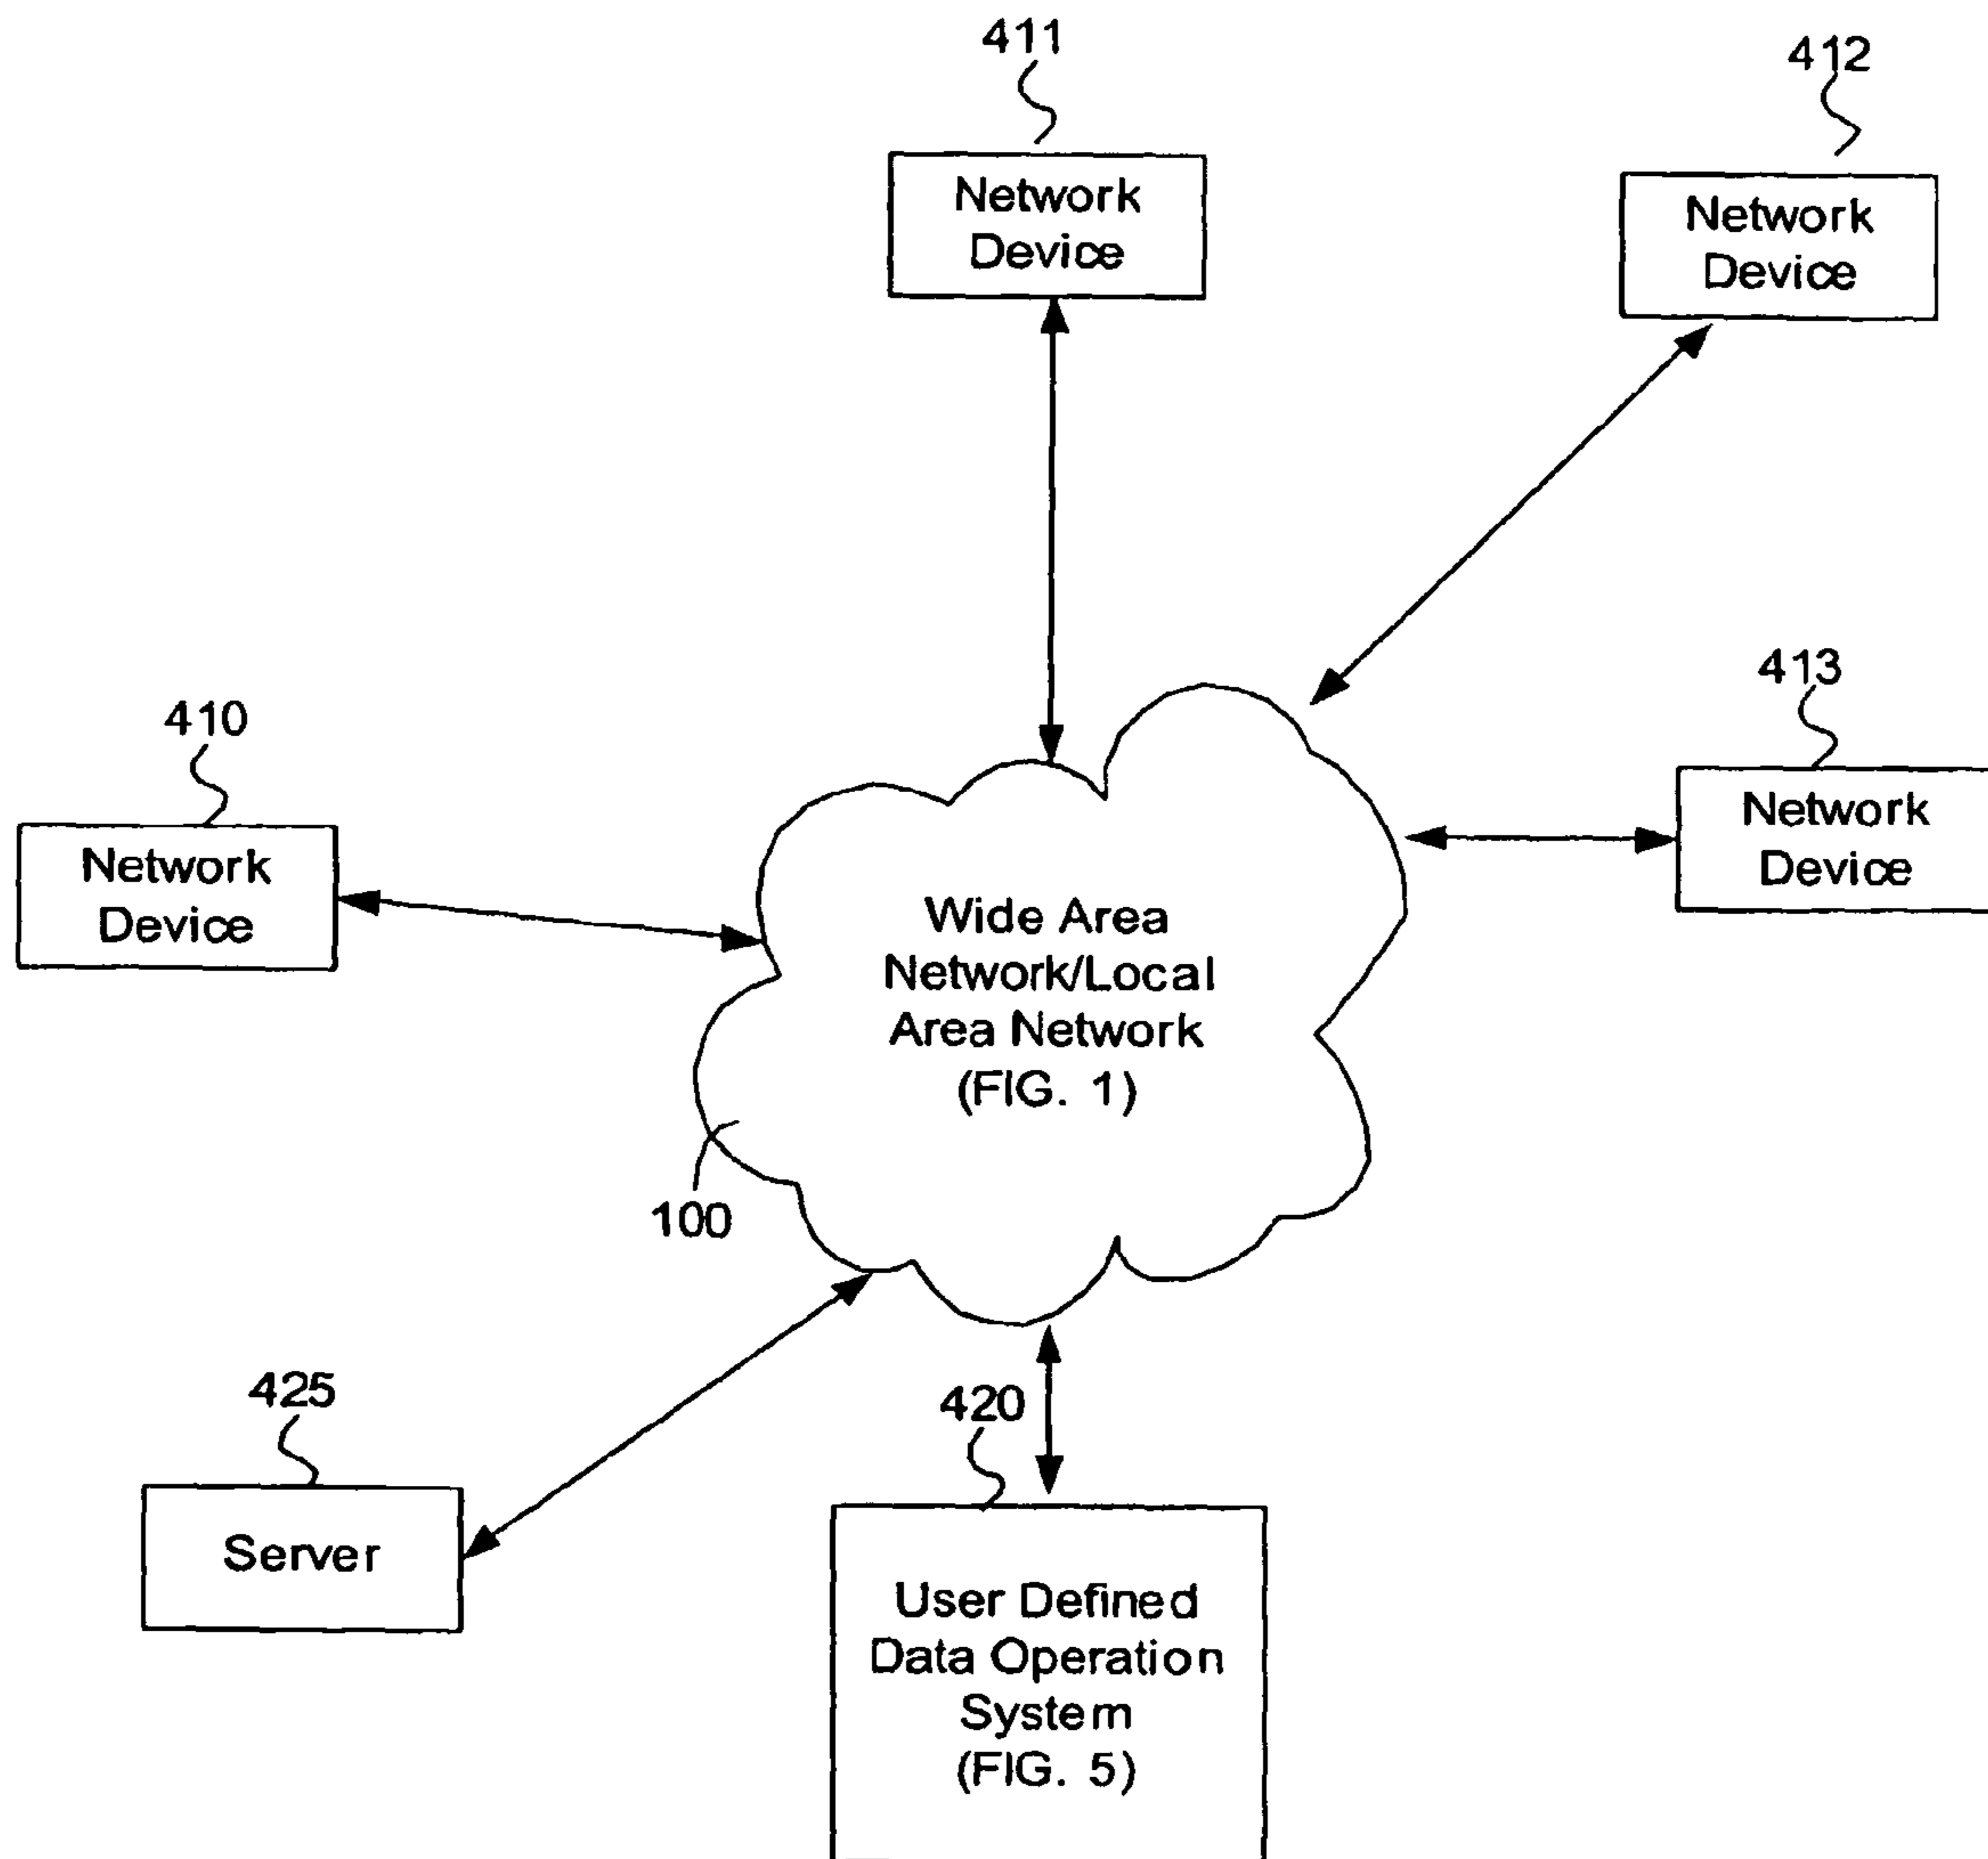 411
412
Network
Device
Network
Device
413
410
Network
Device
Network
Device
Wide Area
Network/Local
Area Network
(FIG. 1)
100
425
420
Server
User Defined
Data Operation
System
(FIG. 5)